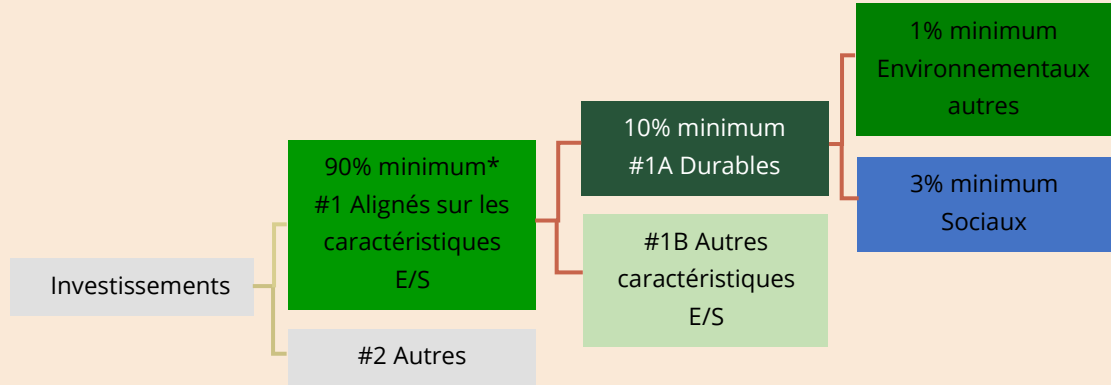 Investissements
90% minimum*
#1 Alignés sur les
caractéristiques
E/S
#2 Autres
10% minimum
#1A Durables
#1B Autres
caractéristiques
E/S
1% minimum
Environnementaux
autres
3% minimum
Sociaux